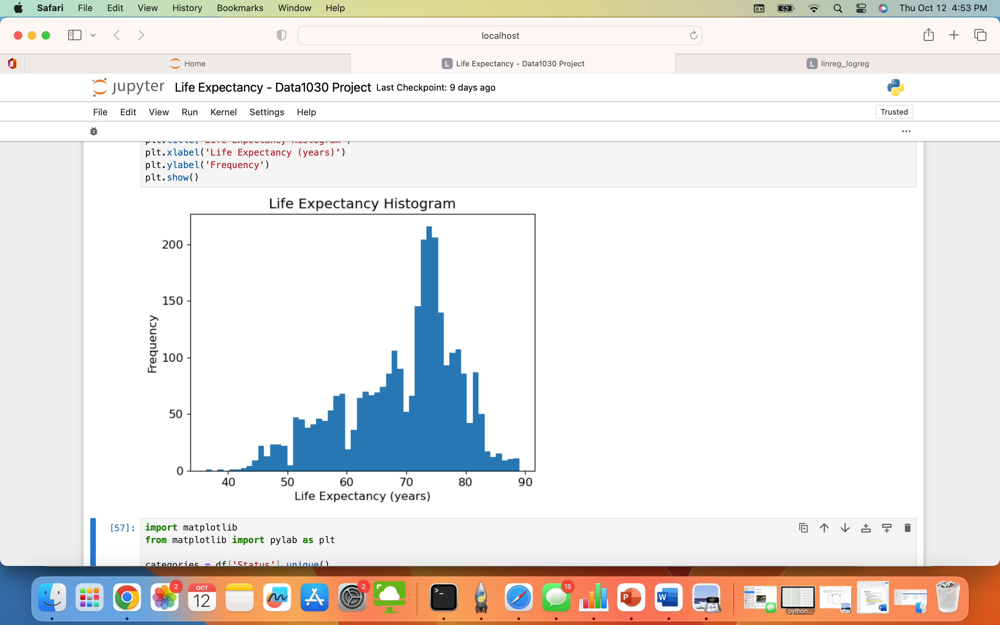 Safari File Edit View History Bookmarks Window Help Thu Oct 12 4:53 PM
localhost
Home L Life Expectancy - Data1030 Project L linreg_logreg
jupyter Life Expectancy - Data1030 Project Last Checkpoint: 9 days ago
File Edit View Run Kernel Settings Help Trusted
plt.title('Life Expectancy Histogram')
plt.xlabel('Life Expectancy (years)')
plt.ylabel('Frequency')
plt.show()
Life Expectancy Histogram
200
150
100
50
0
Frequency
40 50 60 70 80 90
Life Expectancy (years)
[57]: import matplotlib
from matplotlib import pylab as plt
categories = df['Status'].unique()
2 OCT 12 2 >_ 15 P W python...